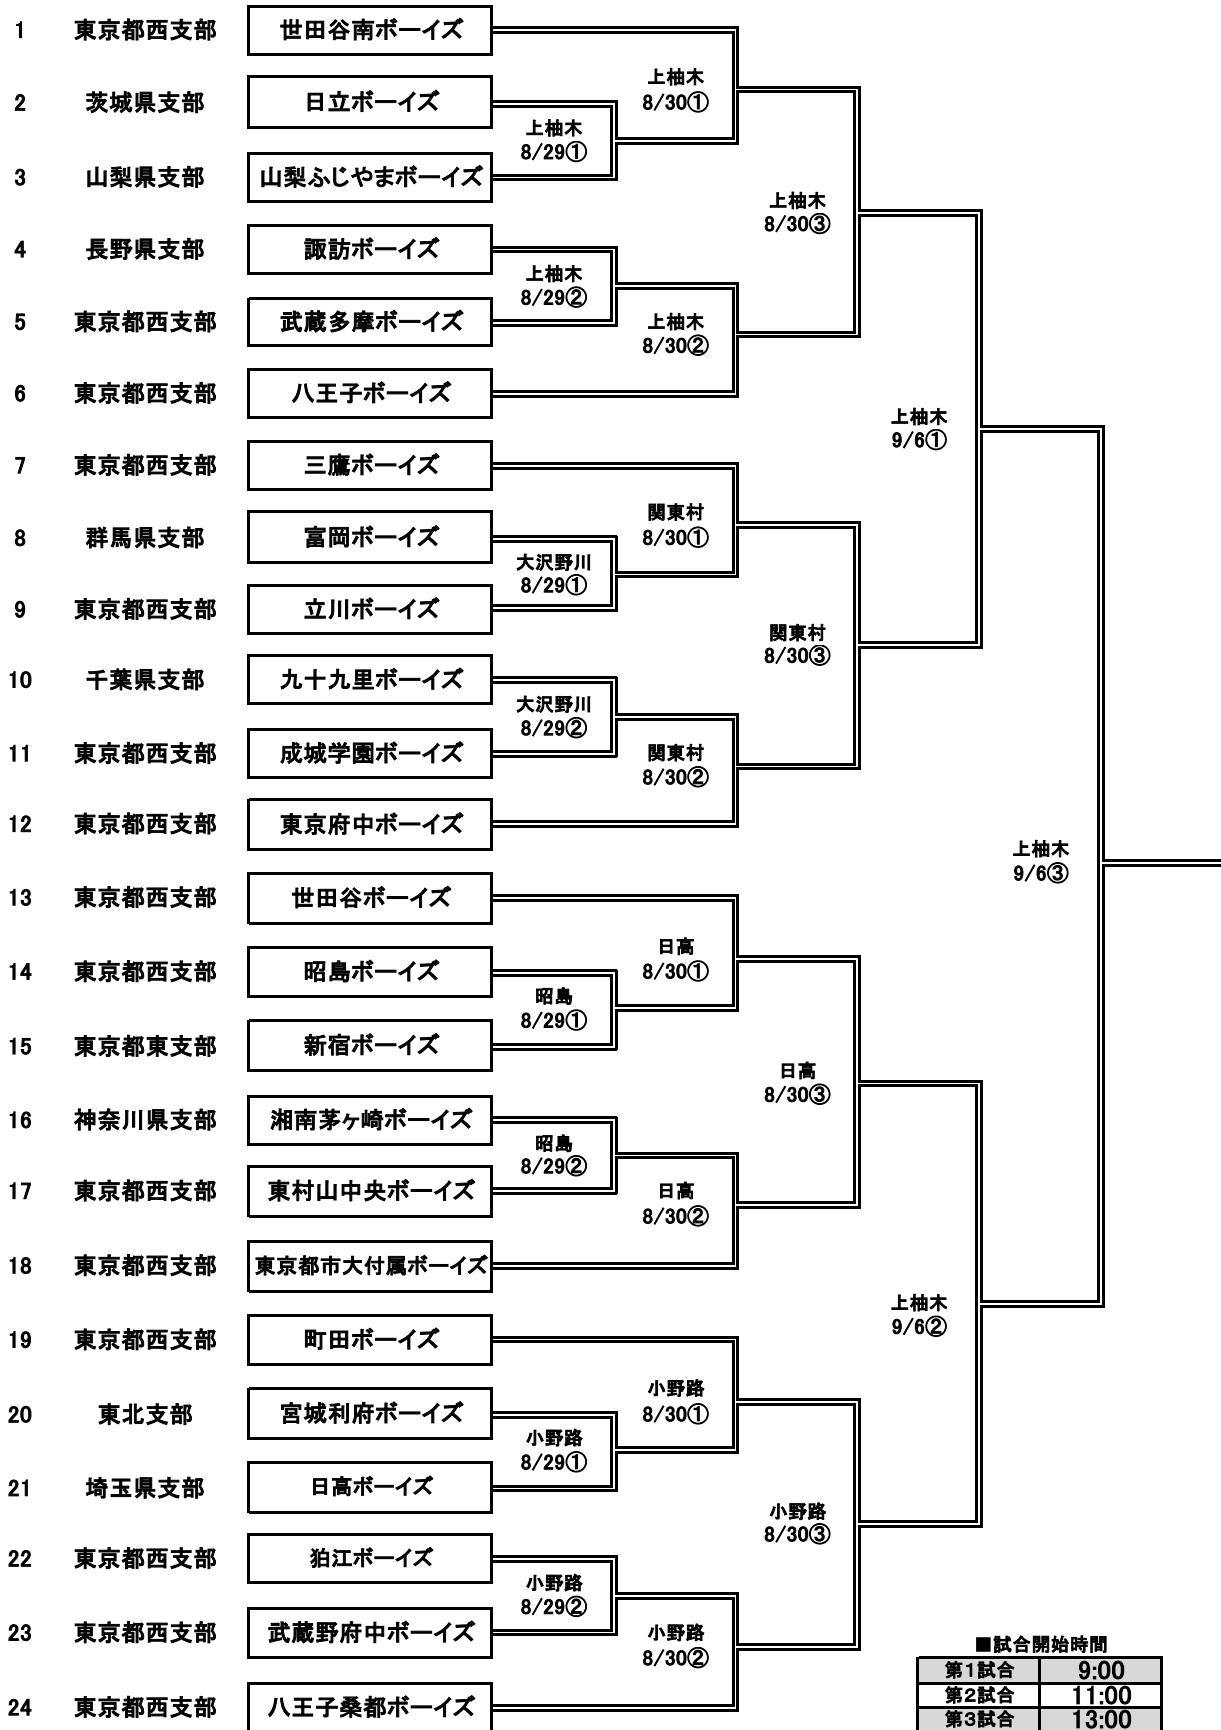 1 東京都西支部 世田谷南ボーイズ
上柚木
8/30①
2 茨城県支部 日立ボーイズ
上柚木
8/29①
3 山梨県支部 山梨ふじやまボーイズ
上柚木
8/30③
4 長野県支部 諏訪ボーイズ
上柚木
8/29②
5 東京都西支部 武蔵多摩ボーイズ
上柚木
8/30②
6 東京都西支部 八王子ボーイズ
上柚木
9/6①
7 東京都西支部 三鷹ボーイズ
関東村
8/30①
8 群馬県支部 富岡ボーイズ
大沢野川
8/29①
9 東京都西支部 立川ボーイズ
関東村
8/30③
10 千葉県支部 九十九里ボーイズ
大沢野川
8/29②
11 東京都西支部 成城学園ボーイズ
関東村
8/30②
12 東京都西支部 東京府中ボーイズ
上柚木
9/6③
13 東京都西支部 世田谷ボーイズ
日高
8/30①
14 東京都西支部 昭島ボーイズ
昭島
8/29①
15 東京都東支部 新宿ボーイズ
日高
8/30③
16 神奈川県支部 湘南茅ヶ崎ボーイズ
昭島
8/29②
17 東京都西支部 東村山中央ボーイズ
日高
8/30②
18 東京都西支部 東京都市大付属ボーイズ
上柚木
9/6②
19 東京都西支部 町田ボーイズ
小野路
8/30①
20 東北支部 宮城利府ボーイズ
小野路
8/29①
21 埼玉県支部 日高ボーイズ
小野路
8/30③
22 東京都西支部 狛江ボーイズ
小野路
8/29②
23 東京都西支部 武蔵野府中ボーイズ
小野路
8/30②
24 東京都西支部 八王子桑都ボーイズ
■試合開始時間
第1試合 9:00
第2試合 11:00
第3試合 13:00